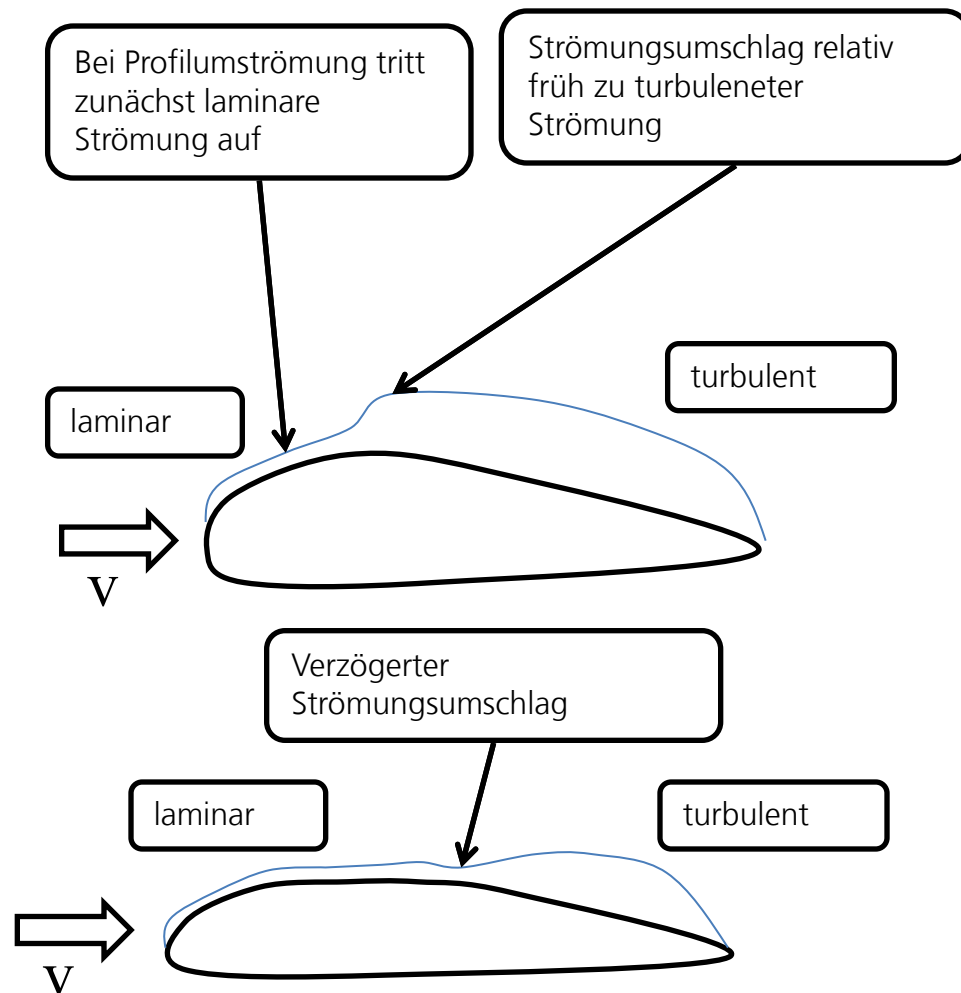 Bei Profilumströmung tritt
zunächst laminare
Strömung auf
Strömungsumschlag relativ
früh zu turbuleneter
Strömung
laminar
turbulent
V
Verzögerter
Strömungsumschlag
laminar
turbulent
V